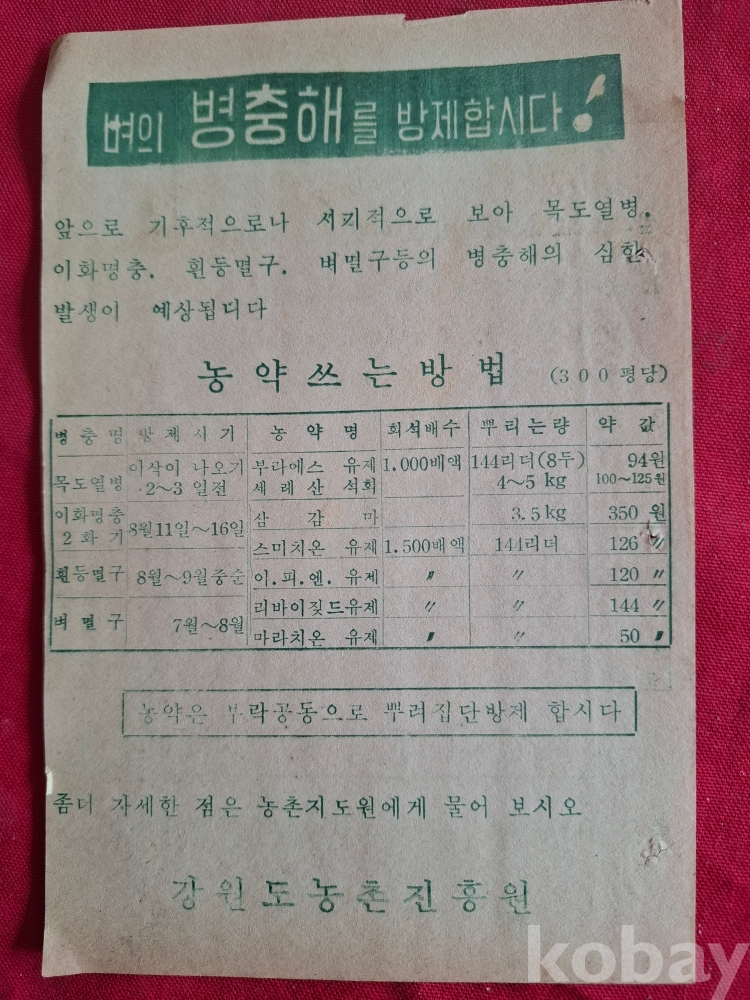 벼의 병충해를 방제합시다!
앞으로 기후적으로나 서기적으로 보아 목도열병.
이화명충. 흰등멸구. 벼멸구등의 병충해의 심한
발생이 예상됩니다
농약쓰는방법 (300평당)
병충명 방제시기 농약명 희석배수 뿌리는량 약값
목도열병 이삭이 나오기 2~3 일전 부라에스 유제 1.000배액 144리더(8두) 94원
세레산 석회 4~5 kg 100~125원
이화명충 2화기 8월11일~16일 삼감마 3.5kg 350 원
스미치온 유제 1.500배액 144리더 126 〃
흰등멸구 8월~9월중순 이.피.엔. 유제 〃 〃 120 〃
벼멸구 7월~8월 리바이짖드유제 〃 〃 144 〃
마라치온 유제 〃 〃 50 〃
농약은 부락공동으로 뿌려집단방제 합시다
좀더 자세한 점은 농촌지도원에게 물어 보시오
강원도농촌진흥원
kobay